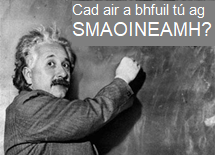 Cad air a bhfuil tú ag
SMAOINEAMH?